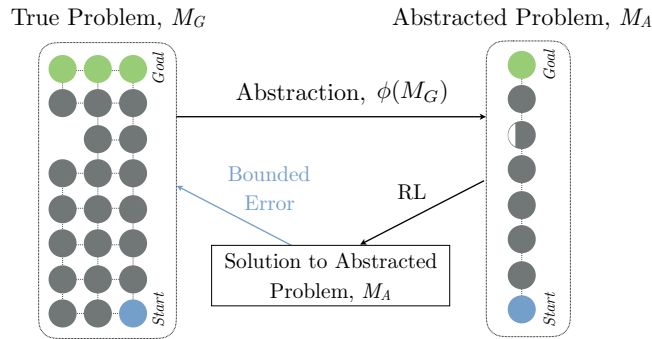 True Problem, M_G
Abstracted Problem, M_A
Goal
Start
Abstraction, ϕ(M_G)
Bounded
Error
RL
Solution to Abstracted
Problem, M_A
Goal
Start